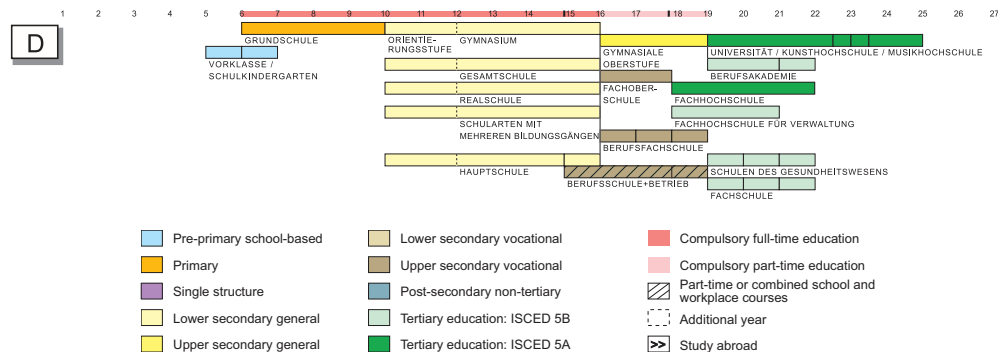 1 2 3 4 5 6 7 8 9 10 11 12 13 14 15 16 17 18 19 20 21 22 23 24 25 26 27
D
GRUNDSCHULE
ORIENTIE-
RUNGSSTUFE
GYMNASIUM
GYMNASIALE
OBERSTUFE
UNIVERSITÄT / KUNSTHOCHSCHULE / MUSIKHOCHSCHULE
VORKLASSE /
SCHULKINDERGARTEN
GESAMTSCHULE
BERUFSAKADEMIE
REALSCHULE
FACHOBER-
SCHULE
FACHHOCHSCHULE
SCHULARTEN MIT
MEHREREN BILDUNGSGÄNGEN
FACHHOCHSCHULE FÜR VERWALTUNG
BERUFSFACHSCHULE
HAUPTSCHULE
SCHULEN DES GESUNDHEITSWESENS
BERUFSSCHULE+BETRIEB
FACHSCHULE
Pre-primary school-based
Primary
Single structure
Lower secondary general
Upper secondary general
Lower secondary vocational
Upper secondary vocational
Post-secondary non-tertiary
Tertiary education: ISCED 5B
Tertiary education: ISCED 5A
Compulsory full-time education
Compulsory part-time education
Part-time or combined school and
workplace courses
Additional year
>> Study abroad